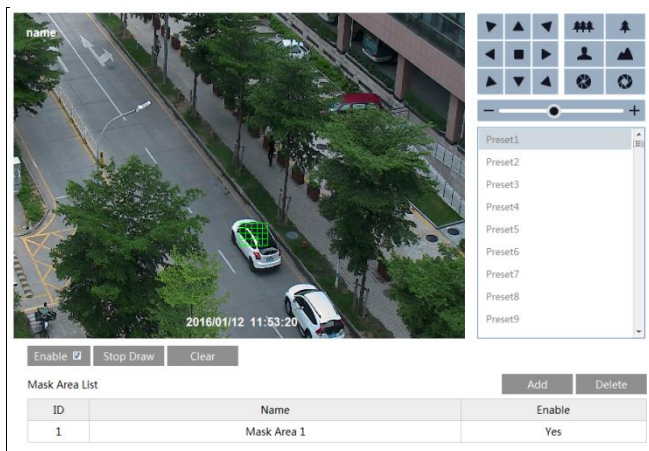 name
2016/01/12 11:53:20
Preset1
Preset2
Preset3
Preset4
Preset5
Preset6
Preset7
Preset8
Preset9
Enable Stop Draw Clear
Mask Area List Add Delete
ID Name Enable
1 Mask Area 1 Yes